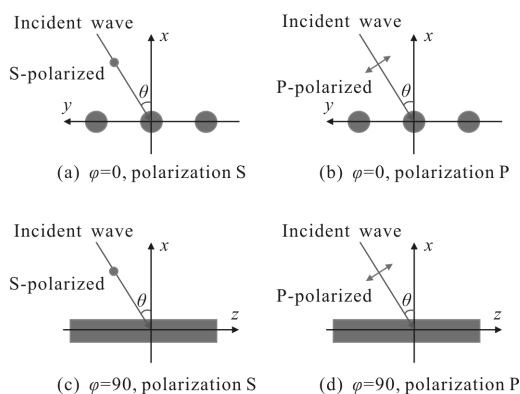 Incident wave
x
S-polarized
θ
y
(a) φ=0, polarization S
Incident wave
x
P-polarized
θ
y
(b) φ=0, polarization P
Incident wave
x
S-polarized
θ
z
(c) φ=90, polarization S
Incident wave
x
P-polarized
θ
z
(d) φ=90, polarization P